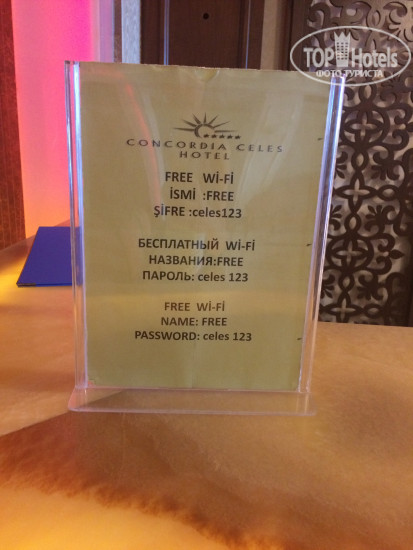 TOP Hotels
ФОТО ТУРИСТА
CONCORDIA CELES
HOTEL
FREE Wİ-Fİ
İSMİ :FREE
ŞİFRE :celes123
БЕСПЛАТНЫЙ Wİ-Fİ
НАЗВАНИЯ:FREE
ПАРОЛЬ: celes 123
FREE Wİ-Fİ
NAME: FREE
PASSWORD: celes 123